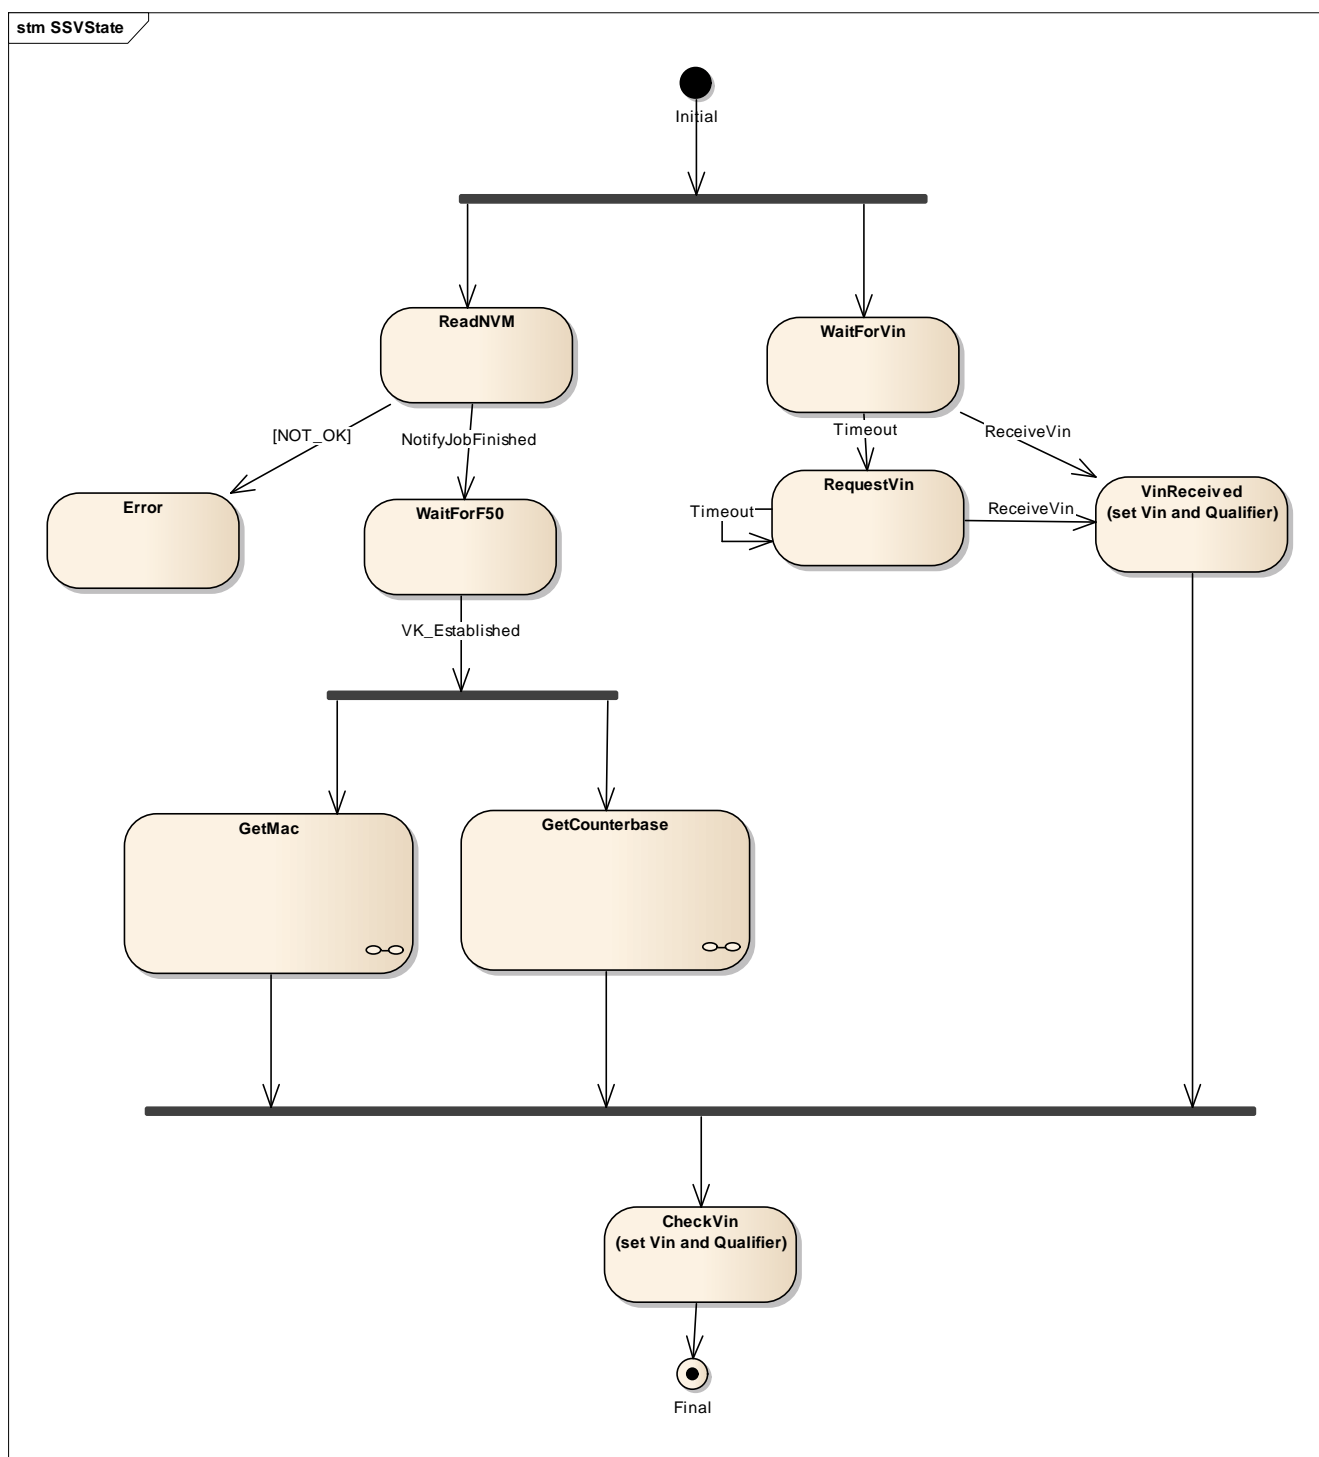 stm SSVState
Initial
ReadNVM
WaitForVin
[NOT_OK]
NotifyJobFinished
Timeout
ReceiveVin
Error
WaitForF50
Timeout
RequestVin
ReceiveVin
VinReceived
(set Vin and Qualifier)
VK_Established
GetMac
GetCounterbase
CheckVin
(set Vin and Qualifier)
Final